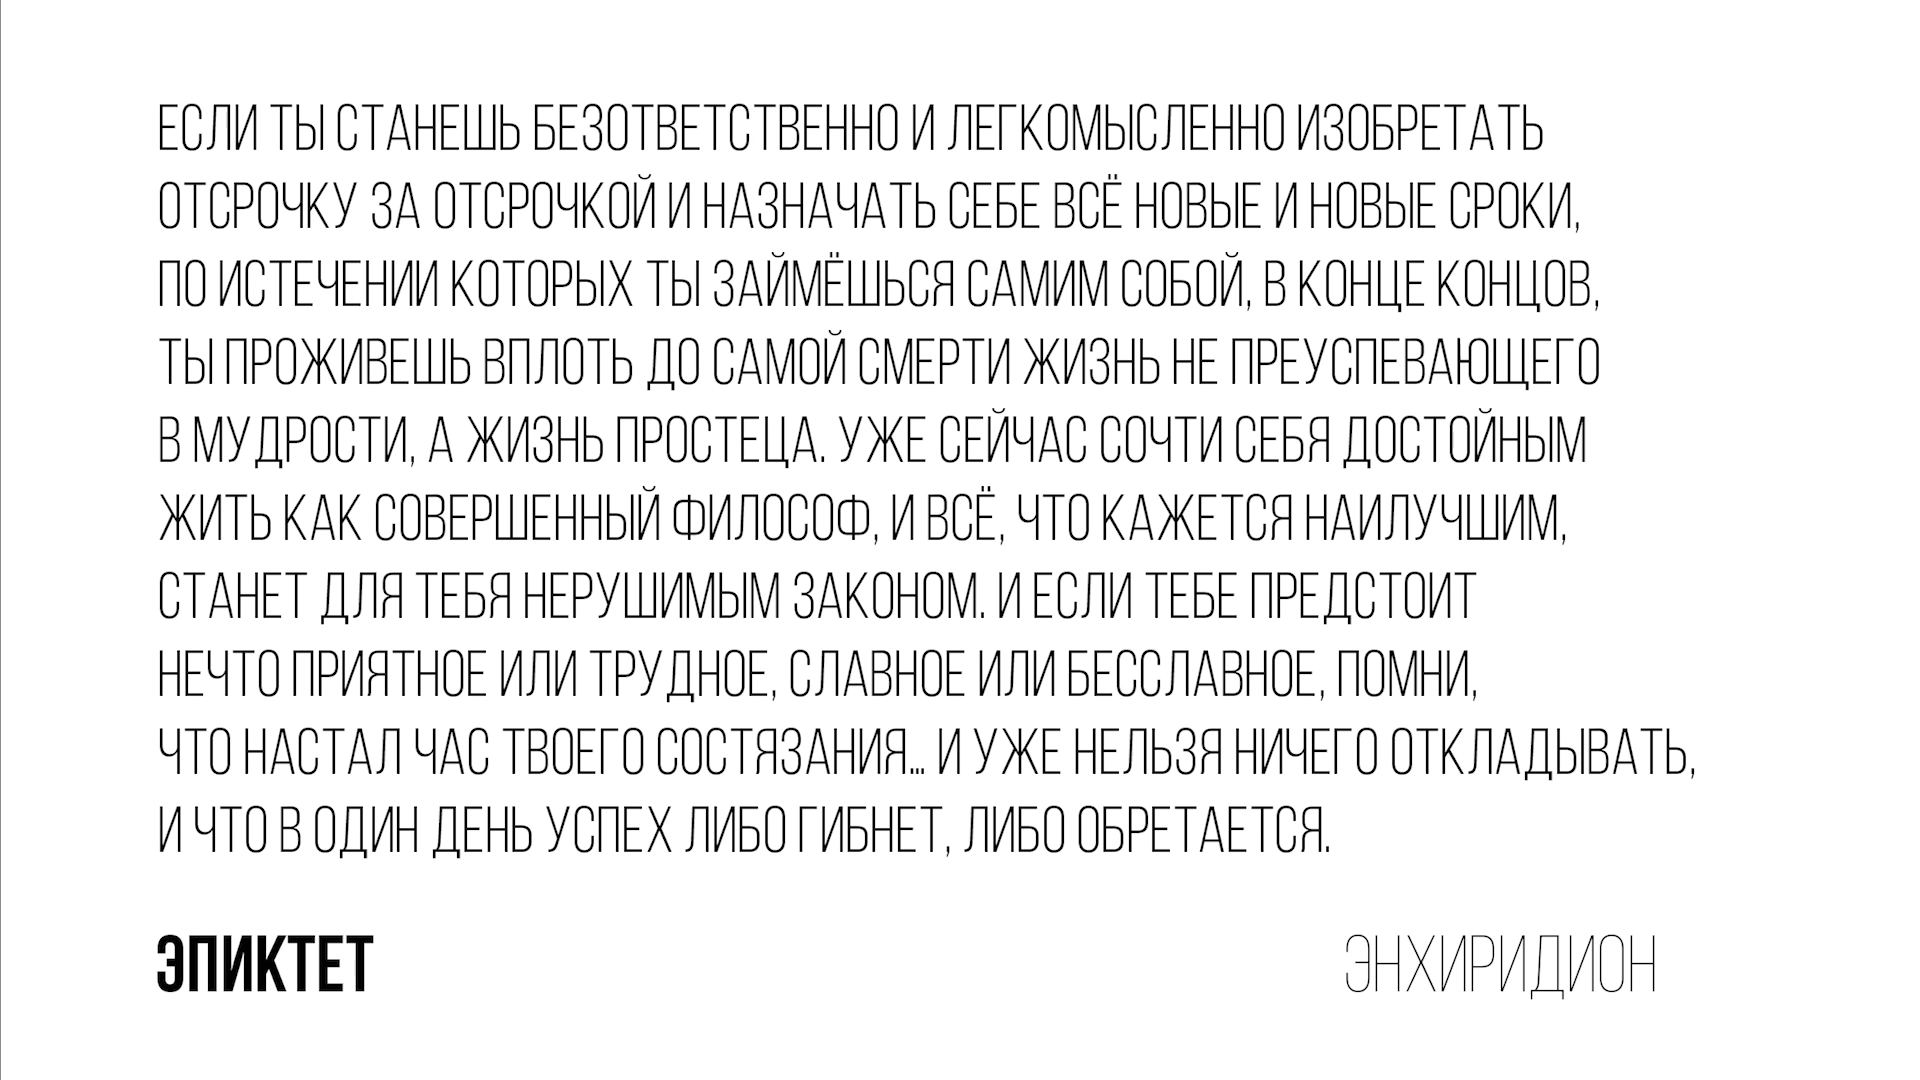 ЕСЛИ ТЫ СТАНЕШЬ БЕЗОТВЕТСТВЕННО И ЛЕГКОМЫСЛЕННО ИЗОБРЕТАТЬ
ОТСРОЧКУ ЗА ОТСРОЧКОЙ И НАЗНАЧАТЬ СЕБЕ ВСЁ НОВЫЕ И НОВЫЕ СРОКИ,
ПО ИСТЕЧЕНИИ КОТОРЫХ ТЫ ЗАЙМЁШЬСЯ САМИМ СОБОЙ, В КОНЦЕ КОНЦОВ,
ТЫ ПРОЖИВЕШЬ ВПЛОТЬ ДО САМОЙ СМЕРТИ ЖИЗНЬ НЕ ПРЕУСПЕВАЮЩЕГО
В МУДРОСТИ, А ЖИЗНЬ ПРОСТЕЦА. УЖЕ СЕЙЧАС СОЧТИ СЕБЯ ДОСТОЙНЫМ
ЖИТЬ КАК СОВЕРШЕННЫЙ ФИЛОСОФ, И ВСЁ, ЧТО КАЖЕТСЯ НАИЛУЧШИМ,
СТАНЕТ ДЛЯ ТЕБЯ НЕРУШИМЫМ ЗАКОНОМ. И ЕСЛИ ТЕБЕ ПРЕДСТОИТ
НЕЧТО ПРИЯТНОЕ ИЛИ ТРУДНОЕ, СЛАВНОЕ ИЛИ БЕССЛАВНОЕ, ПОМНИ,
ЧТО НАСТАЛ ЧАС ТВОЕГО СОСТЯЗАНИЯ... И УЖЕ НЕЛЬЗЯ НИЧЕГО ОТКЛАДЫВАТЬ,
И ЧТО В ОДИН ДЕНЬ УСПЕХ ЛИБО ГИБНЕТ, ЛИБО ОБРЕТАЕТСЯ.
ЭПИКТЕТ
ЭНХИРИДИОН